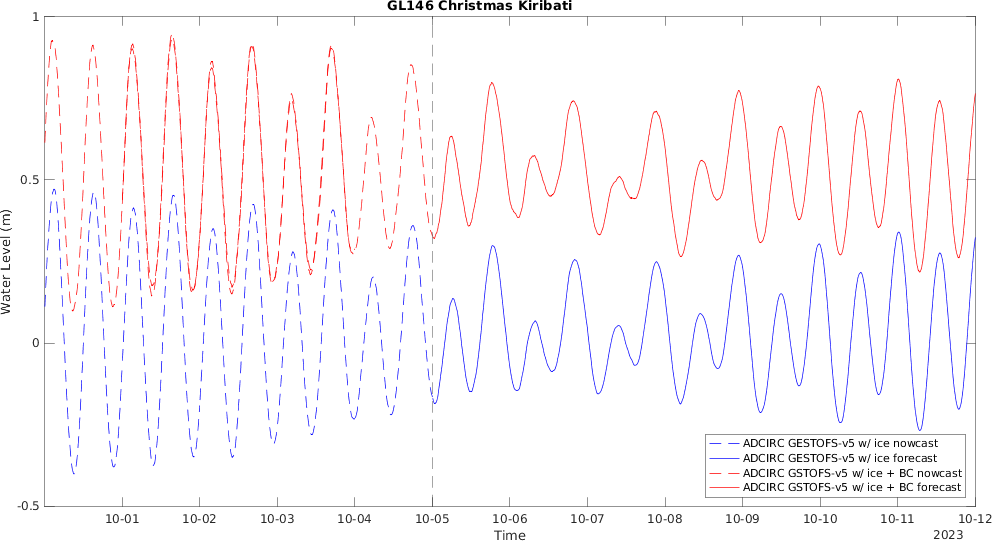 GL146 Christmas Kiribati
1
0.5
0
-0.5
Water Level (m)
10-01 10-02 10-03 10-04 10-05 10-06 10-07 10-08 10-09 10-10 10-11 10-12
Time
2023
ADCIRC GESTOFS-v5 w/ ice nowcast
ADCIRC GESTOFS-v5 w/ ice forecast
ADCIRC GSTOFS-v5 w/ ice + BC nowcast
ADCIRC GSTOFS-v5 w/ ice + BC forecast